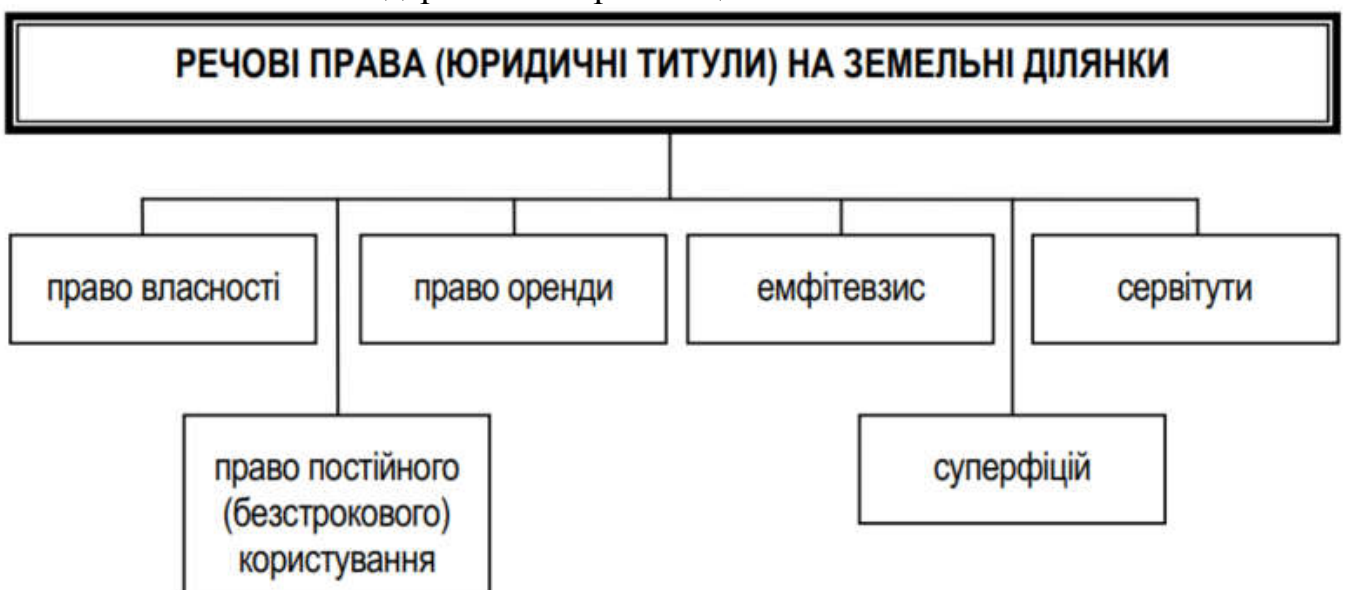 РЕЧОВІ ПРАВА (ЮРИДИЧНІ ТИТУЛИ) НА ЗЕМЕЛЬНІ ДІЛЯНКИ
право власності
право оренди
емфітевзис
сервітути
право постійного
(безстрокового)
користування
суперфіцій